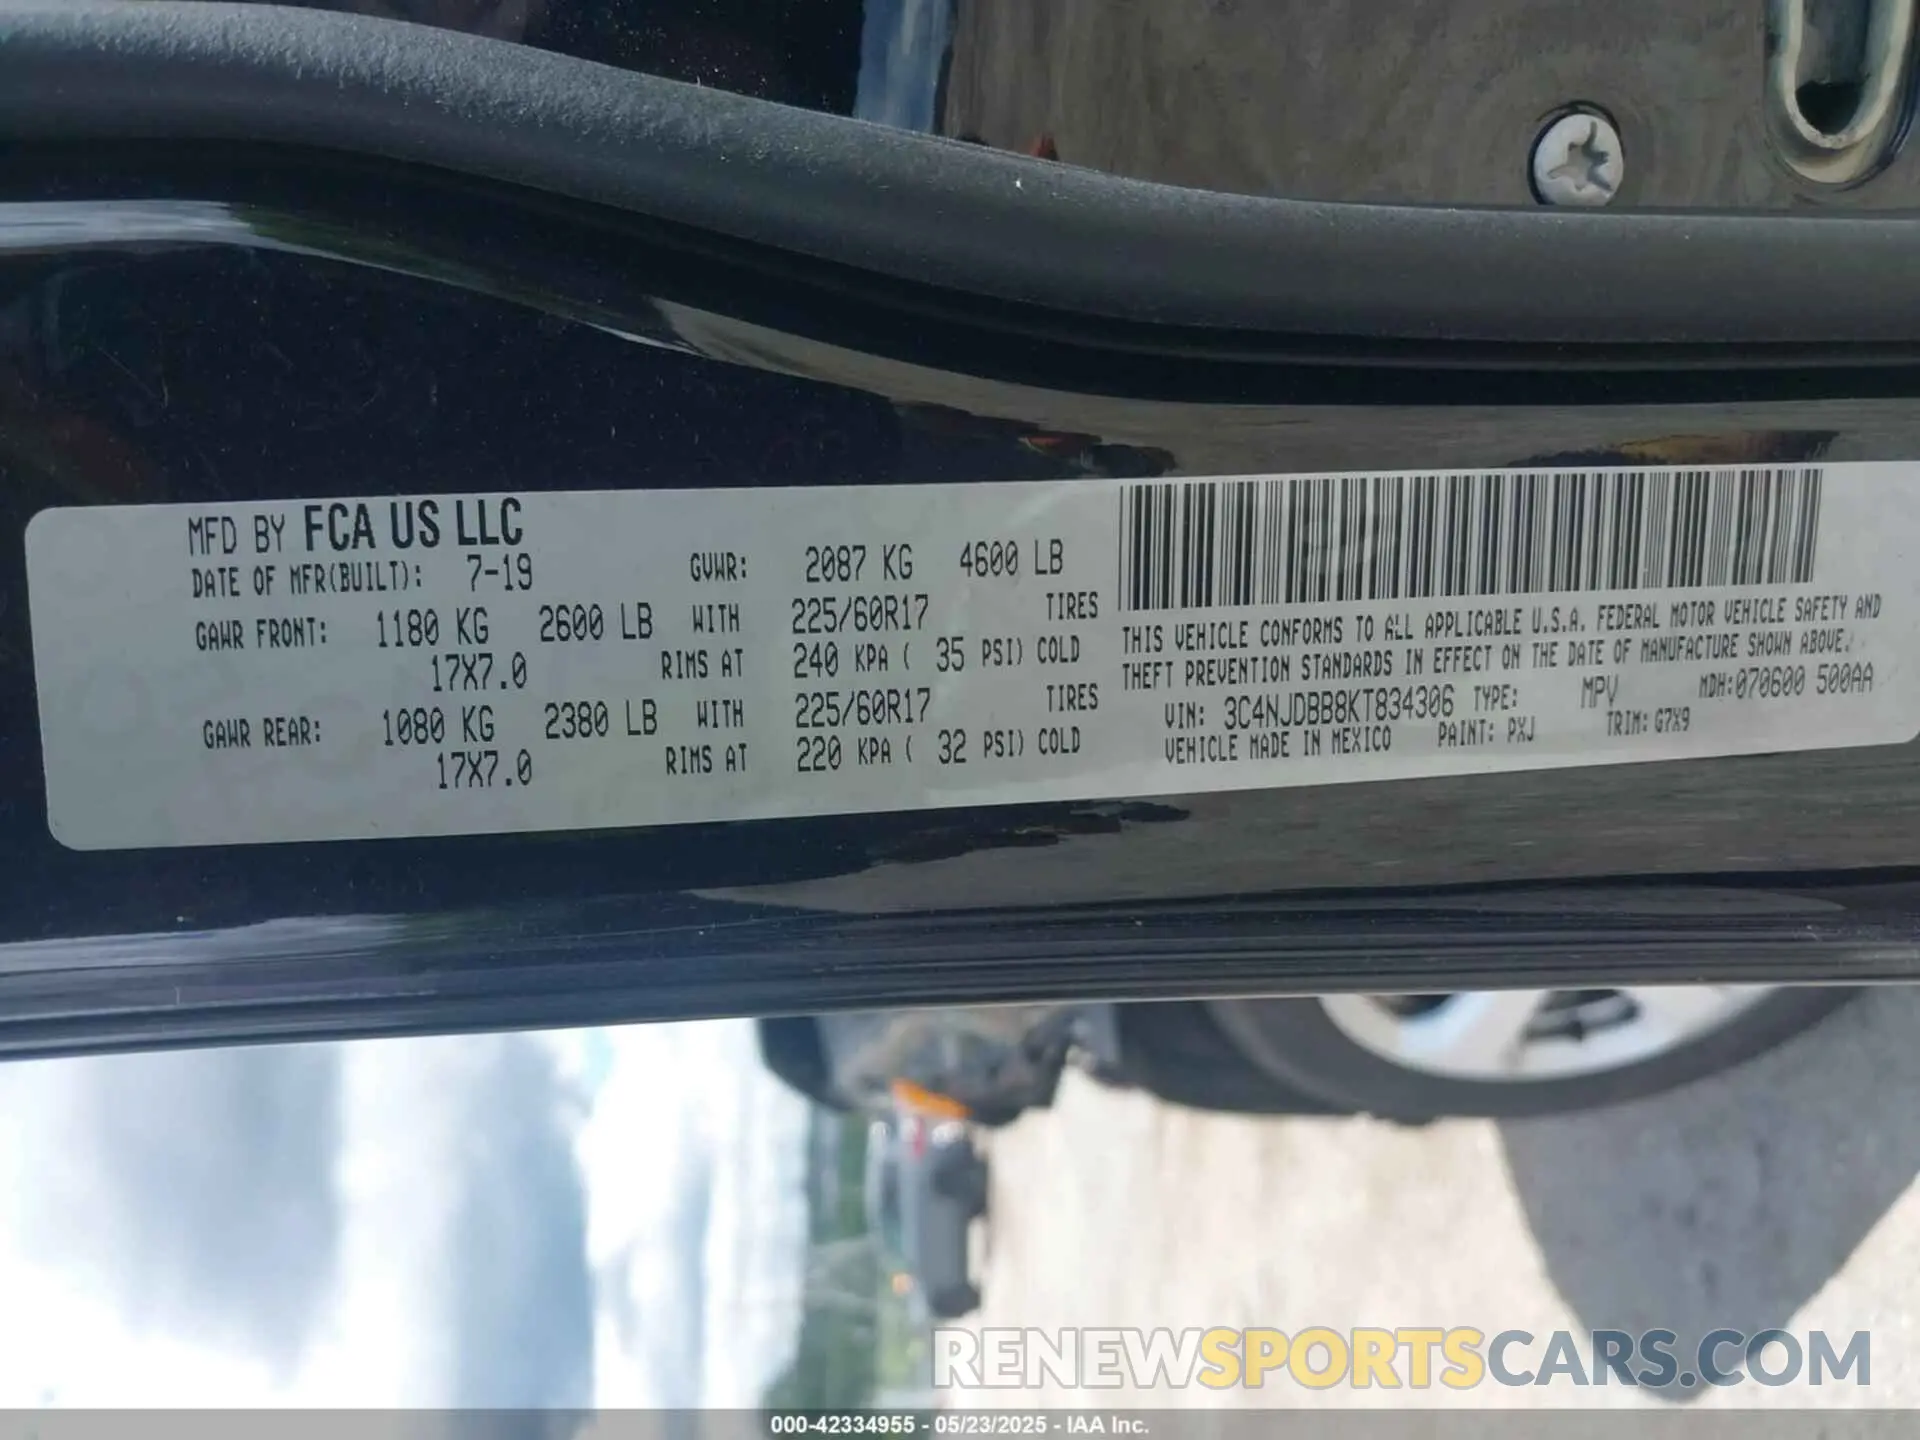 MFD BY FCA US LLC
DATE OF MFR(BUILT): 7-19 GVWR: 2087 KG 4600 LB
GAWR FRONT: 1180 KG 2600 LB WITH 225/60R17 TIRES
17X7.0 RIMS AT 240 KPA ( 35 PSI) COLD
GAWR REAR: 1080 KG 2380 LB WITH 225/60R17 TIRES
17X7.0 RIMS AT 220 KPA ( 32 PSI) COLD
THIS VEHICLE CONFORMS TO ALL APPLICABLE U.S.A. FEDERAL MOTOR VEHICLE SAFETY AND
THEFT PREVENTION STANDARDS IN EFFECT ON THE DATE OF MANUFACTURE SHOWN ABOVE.
VIN: 3C4NJDBB8KT834306 TYPE: MPV MDH:070600 500AA
VEHICLE MADE IN MEXICO PAINT: PXJ TRIM: G7X9
RENEWSPORTSCARS.COM
000-42334955 - 05/23/2025 - IAA Inc.